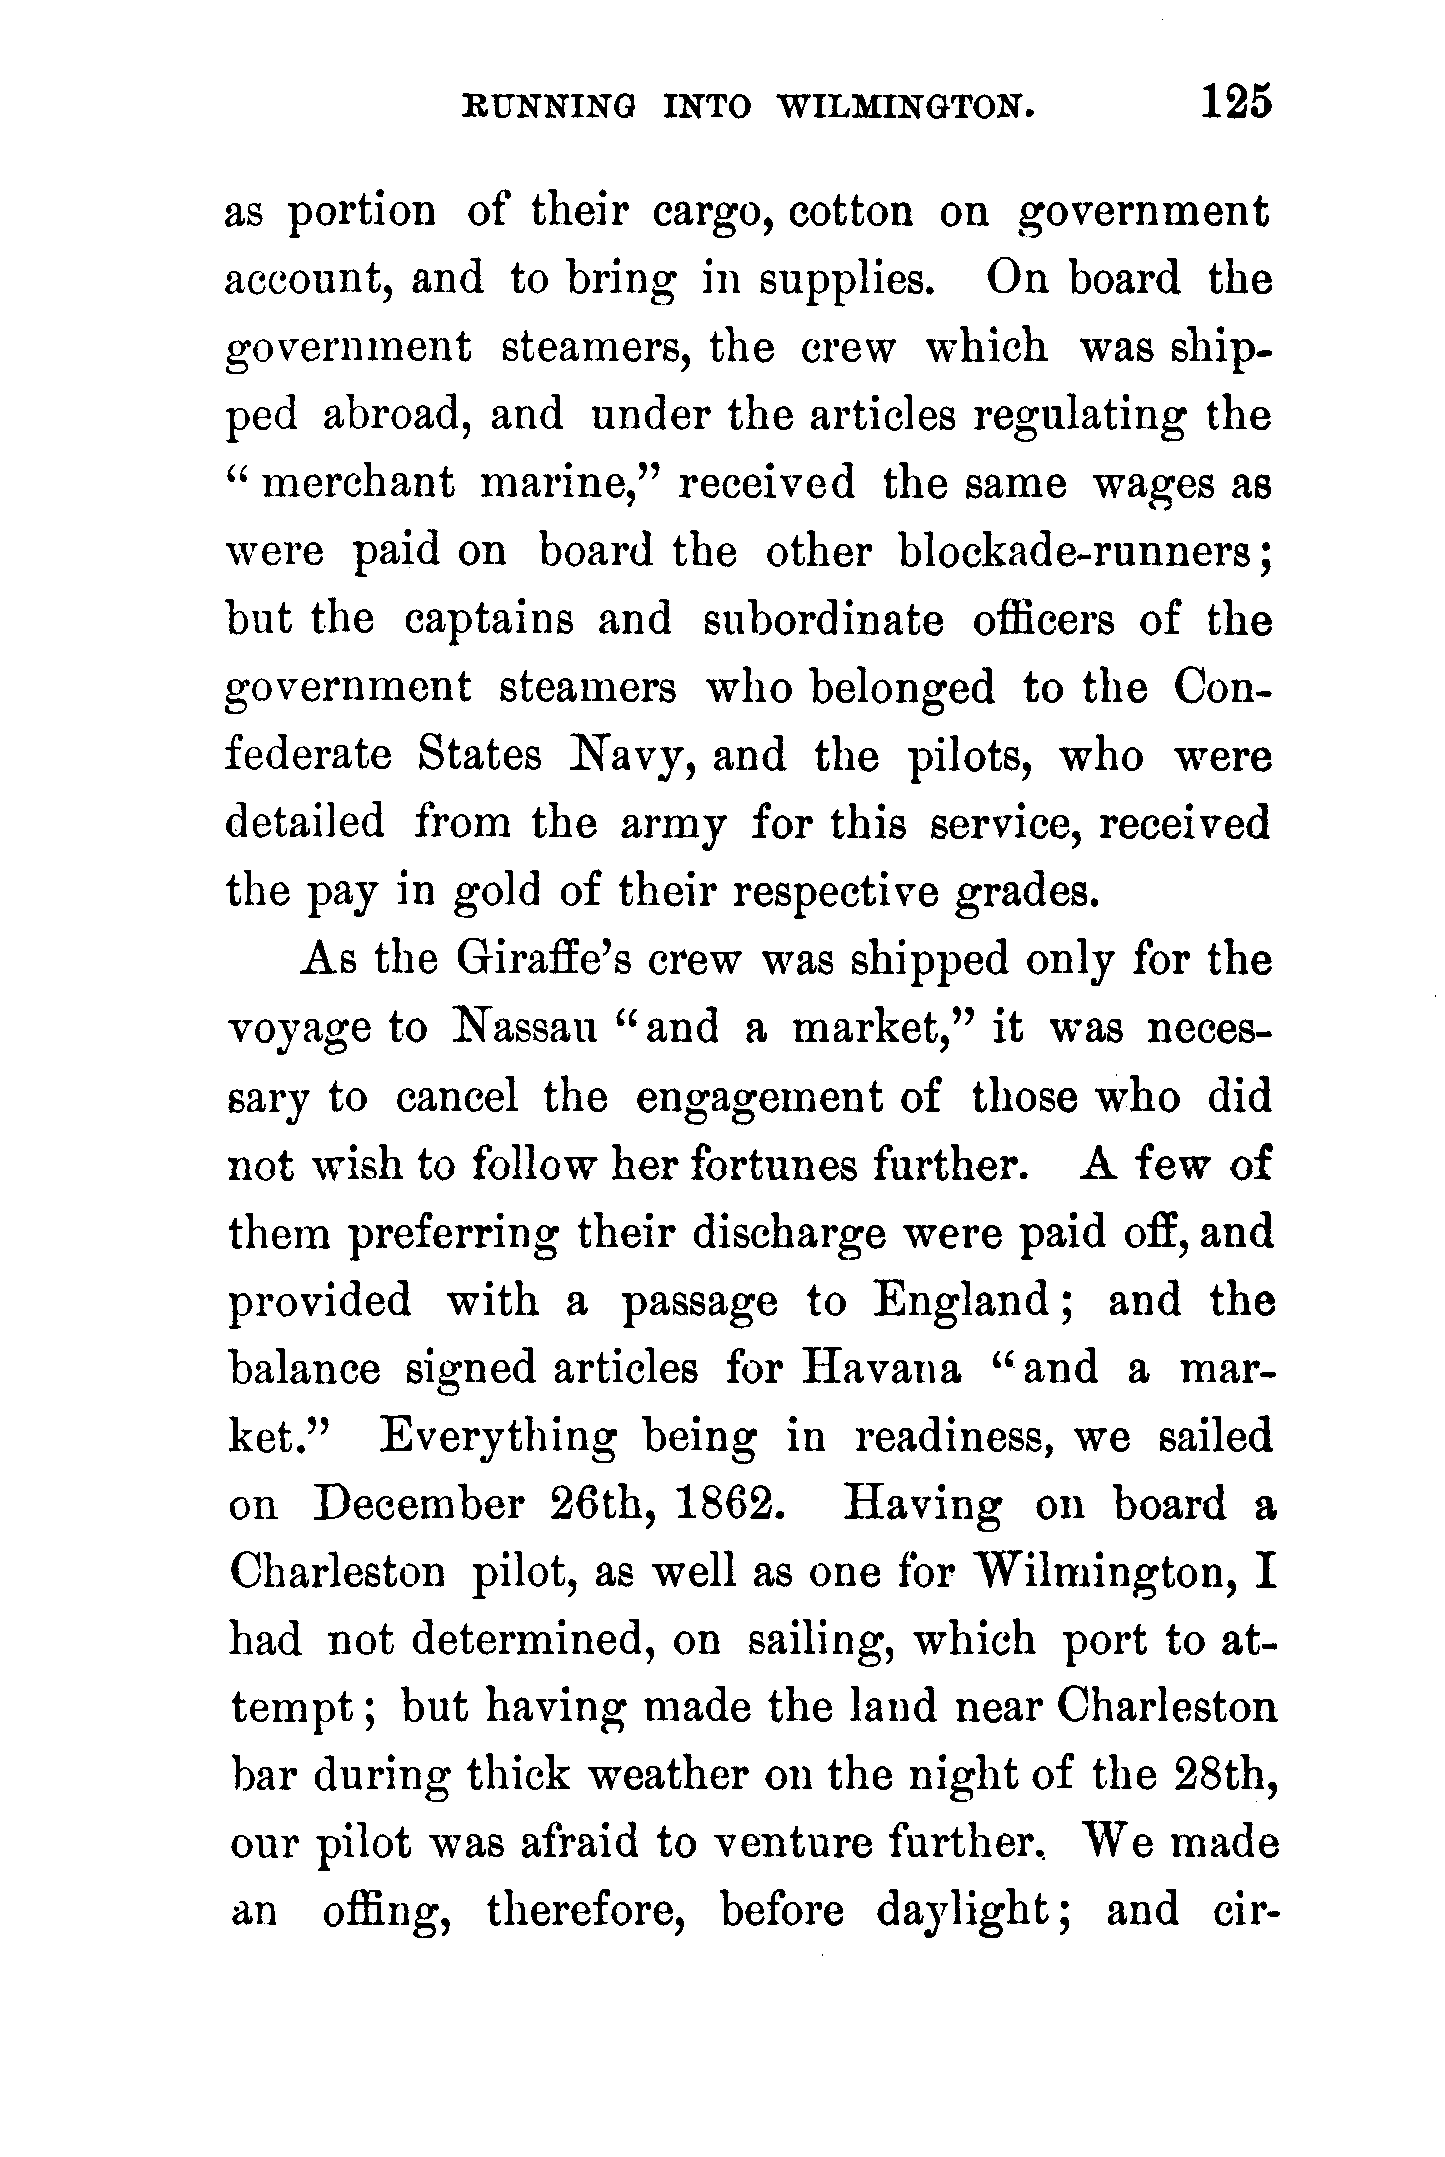 RUNNING INTO WILMINGTON. 125
as portion of their cargo, cotton on government
account, and to bring in supplies. On board the
government steamers, the crew which was ship-
ped abroad, and under the articles regulating the
“ merchant marine,” received the same wages as
were paid on board the other blockade-runners;
but the captains and subordinate officers of the
government steamers who belonged to the Con-
federate States Navy, and the pilots, who were
detailed from the army for this service, received
the pay in gold of their respective grades.
As the Giraffe’s crew was shipped only for the
voyage to Nassau “and a market,” it was neces-
sary to cancel the engagement of those who did
not wish to follow her fortunes further. A few of
them preferring their discharge were paid off, and
provided with a passage to England; and the
balance signed articles for Havana “and a mar-
ket.” Everything being in readiness, we sailed
on December 26th, 1862. Having on board a
Charleston pilot, as well as one for Wilmington, I
had not determined, on sailing, which port to at-
tempt; but having made the land near Charleston
bar during thick weather on the night of the 28th,
our pilot was afraid to venture further. We made
an offing, therefore, before daylight; and cir-